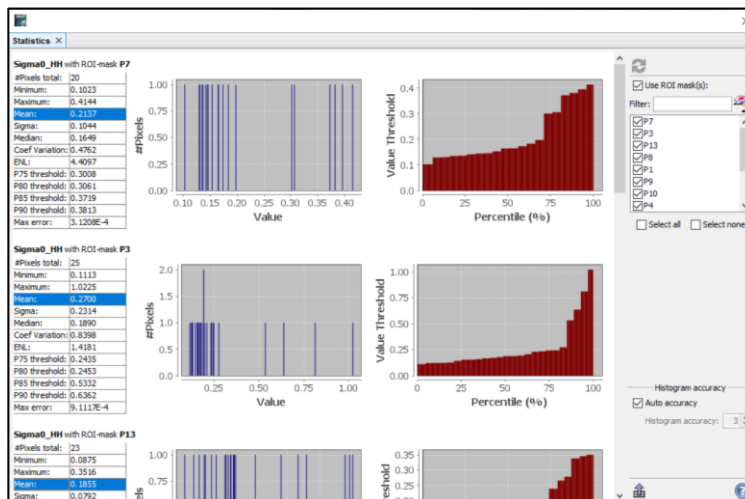 Statistics ×
Sigma0_HH with ROI-mask P7
#Pixels total: 20
Minimum: 0.1023
Maximum: 0.4144
Mean: 0.2137
Sigma: 0.1044
Median: 0.1649
Coef Variation: 0.4762
ENL: 4.4097
P75 threshold: 0.3008
P80 threshold: 0.3061
P85 threshold: 0.3719
P90 threshold: 0.3813
Max error: 3.1208E-4
#Pixels
1.00
0.75
0.50
0.25
0.00
0.10 0.15 0.20 0.25 0.30 0.35 0.40
Value
Value Threshold
0.4
0.3
0.2
0.1
0.0
0 25 50 75 100
Percentile (%)
Sigma0_HH with ROI-mask P3
#Pixels total: 25
Minimum: 0.1113
Maximum: 1.0225
Mean: 0.2700
Sigma: 0.2314
Median: 0.1890
Coef Variation: 0.8398
ENL: 1.4181
P75 threshold: 0.2435
P80 threshold: 0.2453
P85 threshold: 0.5332
P90 threshold: 0.6362
Max error: 9.1117E-4
#Pixels
2.0
1.5
1.0
0.5
0.0
0.25 0.50 0.75 1.00
Value
Value Threshold
1.00
0.75
0.50
0.25
0.00
0 25 50 75 100
Percentile (%)
Sigma0_HH with ROI-mask P13
#Pixels total: 23
Minimum: 0.0875
Maximum: 0.3516
Mean: 0.1855
Sigma: 0.0792
1.00
0.75
0.35
0.30
0.25
0.20
Use ROI mask(s):
Filter:
P7
P3
P13
P8
P1
P9
P10
P4
Select all Select none
Histogram accuracy
Auto accuracy
Histogram accuracy: 3